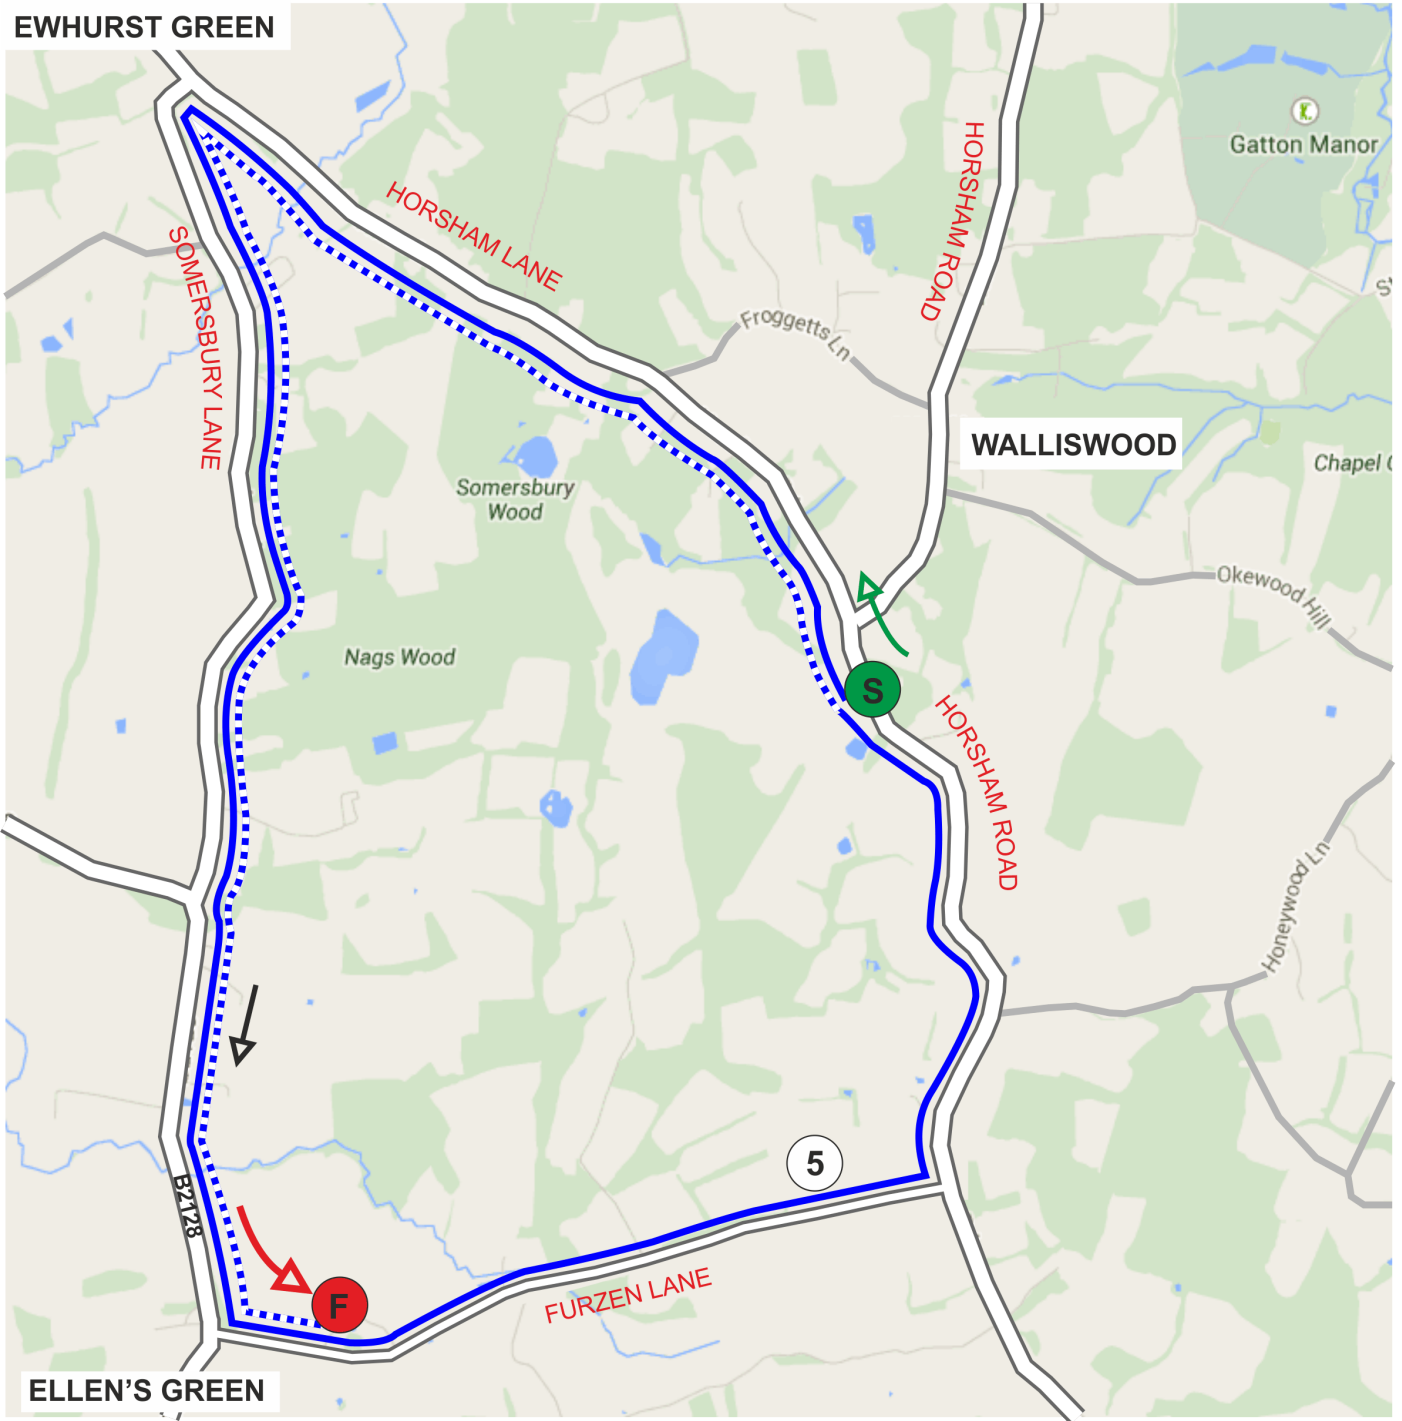 EWHURST GREEN
Gatton Manor
HORSHAM LANE
HORSHAM ROAD
SOMERSBURY LANE
Froggetts Ln
WALLISWOOD
Chapel
Somersbury
Wood
Okewood Hill
Nags Wood
S
HORSHAM ROAD
Honeywood Ln
5
B2128
F
FURZEN LANE
ELLEN'S GREEN